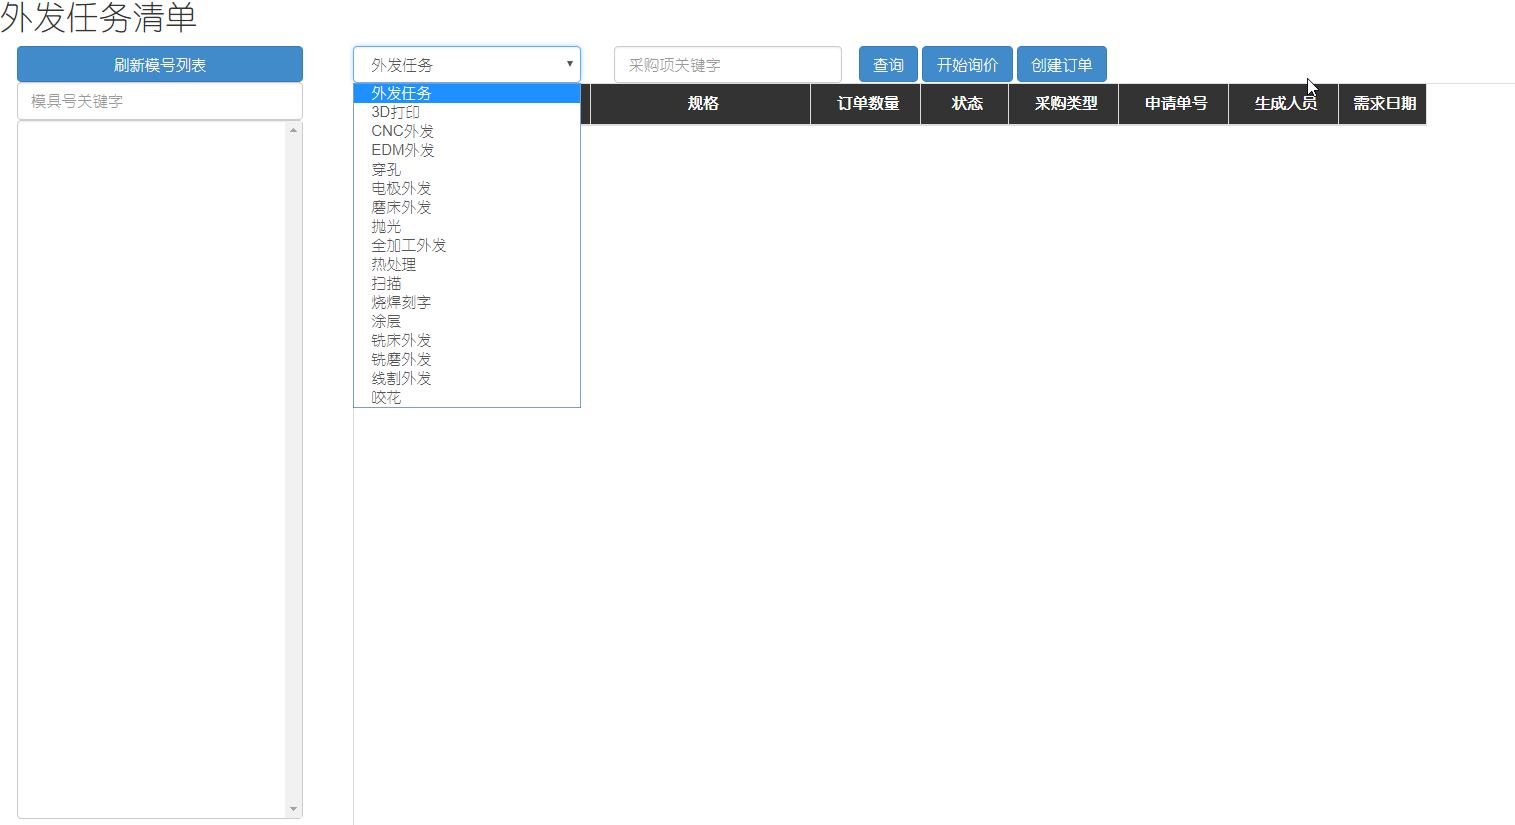 外发任务清单
刷新模号列表
外发任务
采购项关键字
查询
开始询价
创建订单
模具号关键字
规格
订单数量
状态
采购类型
申请单号
生成人员
需求日期
外发任务
3D打印
CNC外发
EDM外发
穿孔
电极外发
磨床外发
抛光
全加工外发
热处理
扫描
烧焊刻字
涂层
铣床外发
铣磨外发
线割外发
咬花